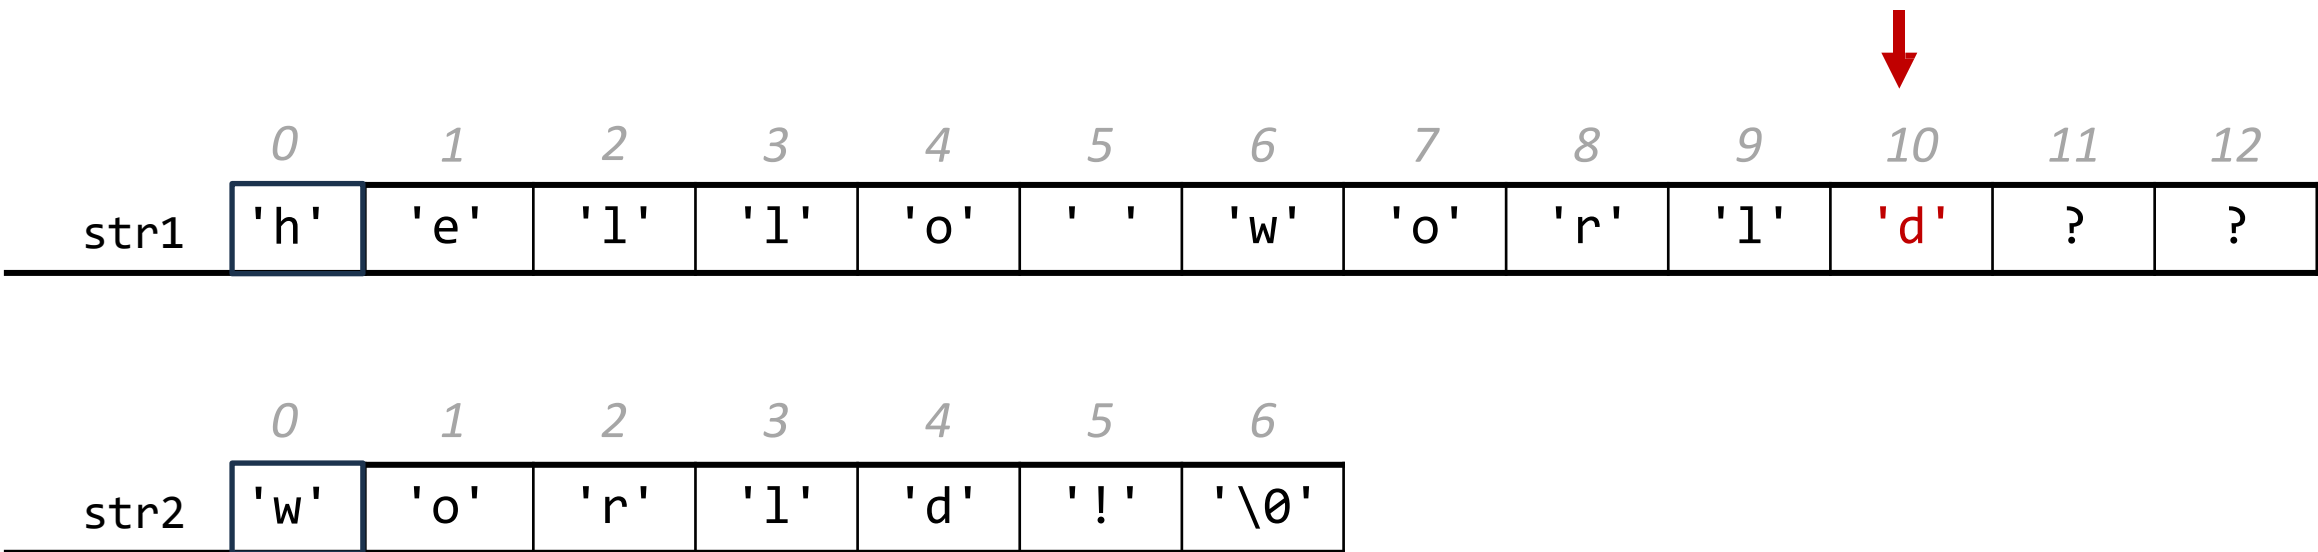 0 1 2 3 4 5 6 7 8 9 10 11 12
str1 'h' 'e' 'l' 'l' 'o' ' ' 'w' 'o' 'r' 'l' 'd' ? ?
0 1 2 3 4 5 6
str2 'w' 'o' 'r' 'l' 'd' '!' '\0'